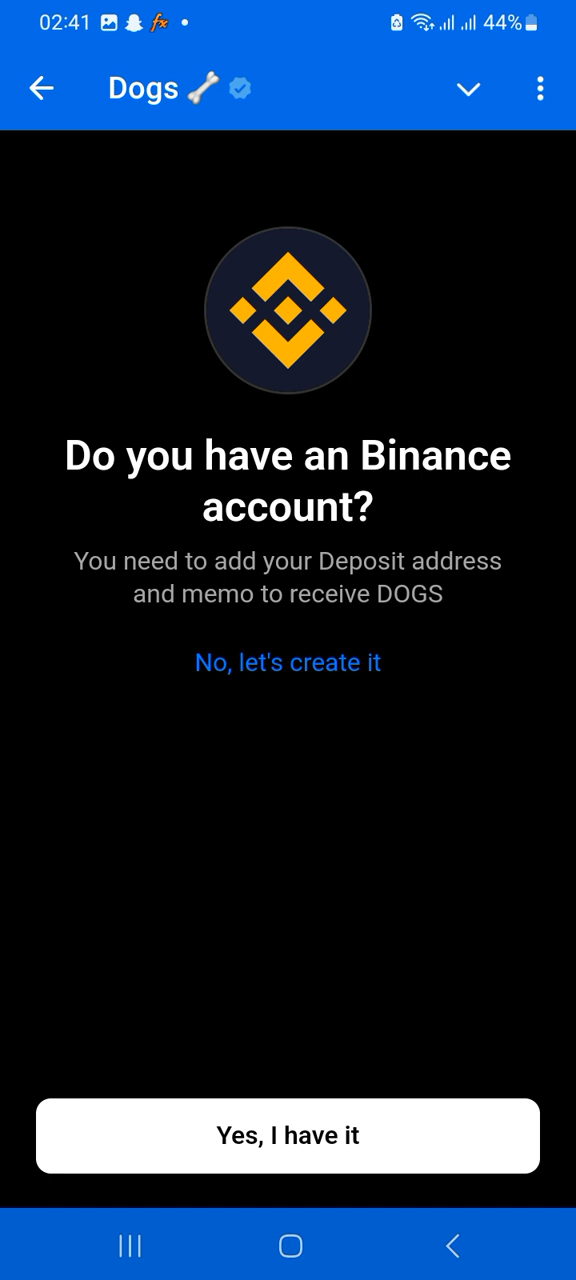 02:41 fx 44%
Dogs 🦴
Do you have an Binance
account?
You need to add your Deposit address
and memo to receive DOGS
No, let's create it
Yes, I have it